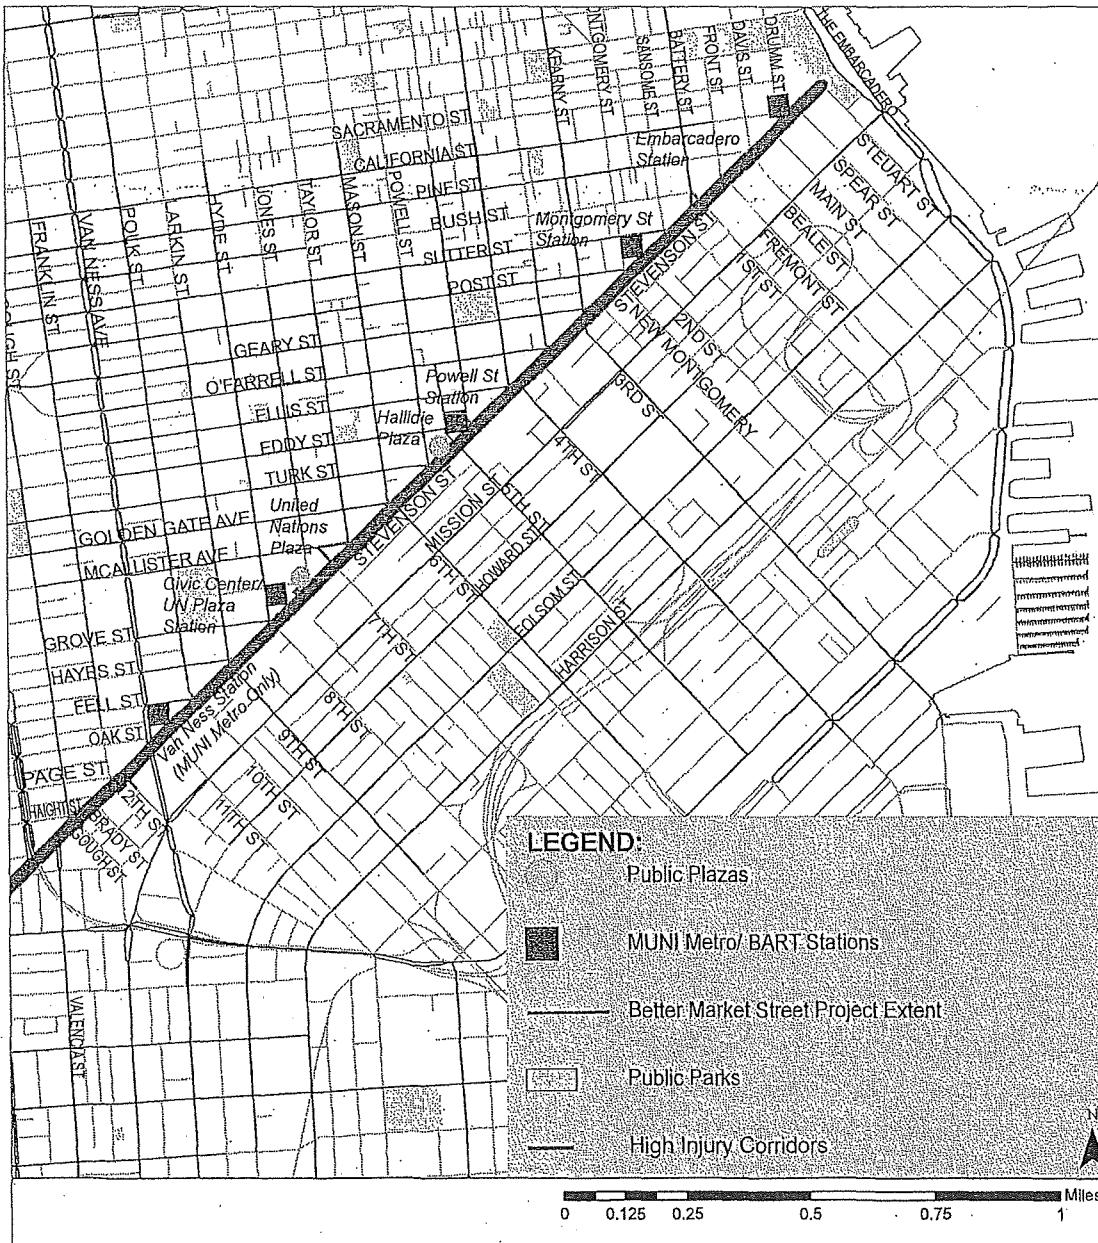 THE EMBARCADERO
DRUMM ST
DAVIS ST
FRONT ST
BATTERY ST
SANSOME ST
ONTGOMERY ST
KEARNY ST
SACRAMENTO ST
CALIFORNIA ST
PINE ST
BUSH ST
SUTTER ST
POST ST
Embarcadero
Station
Montgomery St
Station
STEUART ST
SPEAR ST
MAIN ST
BEALE ST
FREMONT ST
1ST ST
STEVENSON ST
2ND ST
NEW MONTGOMERY
3RD ST
4TH ST
POWELL ST
MASON ST
TAYLOR ST
JONES ST
HYDE ST
LARKIN ST
POLK ST
VAN NESS AVE
FRANKLIN ST
OUGH ST
GEARY ST
O'FARRELL ST
ELLIS ST
EDDY ST
TURK ST
GOLDEN GATE AVE
MCALLISTER AVE
Powell St
Station
Hallidie
Plaza
United
Nations
Plaza
Civic Center/
UN Plaza
Station
STEVENSON ST
MISSION S
5TH ST
HOWARD ST
6TH ST
FOLSOM ST
HARRISON ST
7TH ST
8TH ST
9TH ST
10TH ST
11TH ST
GROVE ST
HAYES ST
FELL ST
OAK ST
PAGE ST
HAIGHT ST
Van Ness Station
(MUNI Metro Only)
12TH ST
BRADY ST
GOUGH ST
VALENCIA ST
LEGEND:
Public Plazas
MUNI Metro/ BART Stations
Better Market Street Project Extent
Public Parks
High Injury Corridors
N
Miles
0 0.125 0.25 0.5 0.75 1